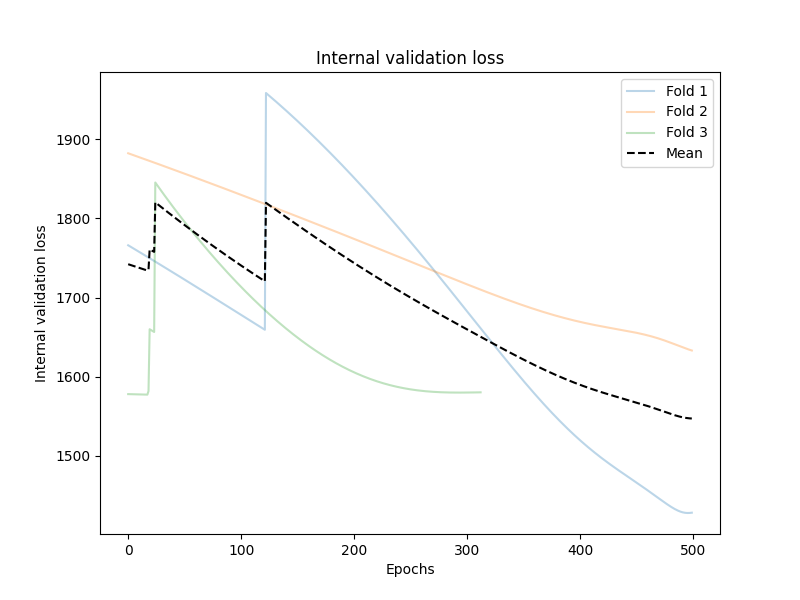 Internal validation loss
Fold 1
Fold 2
Fold 3
Mean
Internal validation loss
1900
1800
1700
1600
1500
0 100 200 300 400 500
Epochs